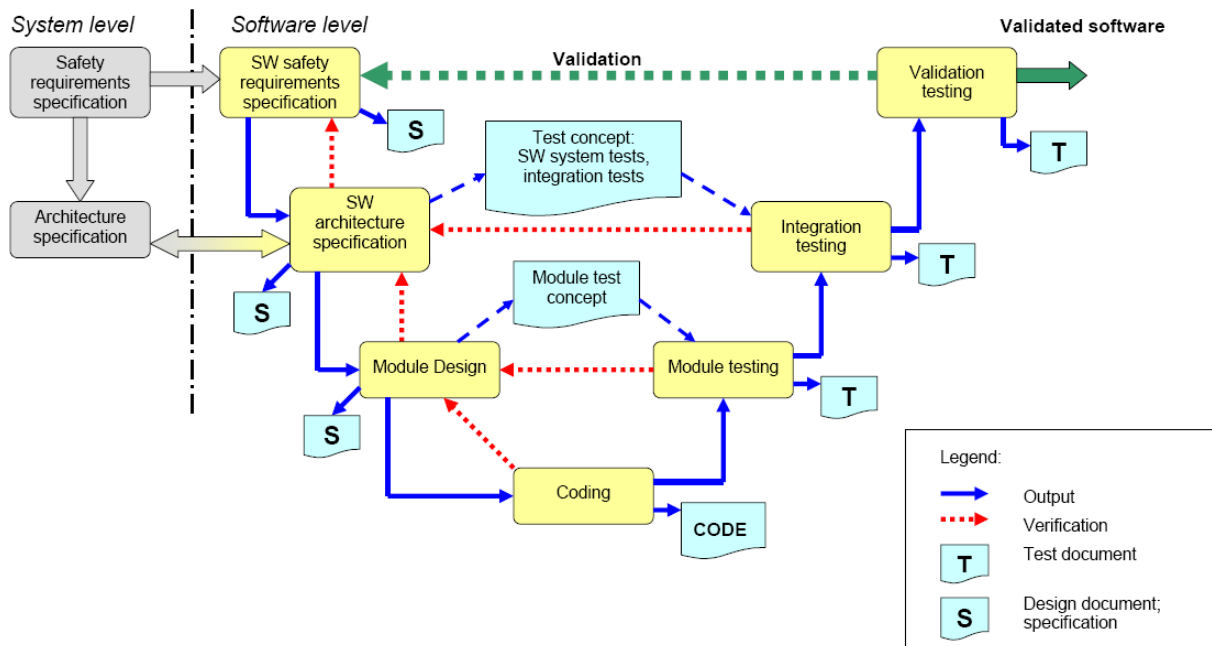 System level
Software level
Validated software
Safety
requirements
specification
SW safety
requirements
specification
Validation
Validation
testing
S
T
Test concept:
SW system tests,
integration tests
Architecture
specification
SW
architecture
specification
Integration
testing
S
T
Module test
concept
Module Design
Module testing
S
T
Coding
CODE
Legend:
Output
Verification
T
Test document
S
Design document;
specification